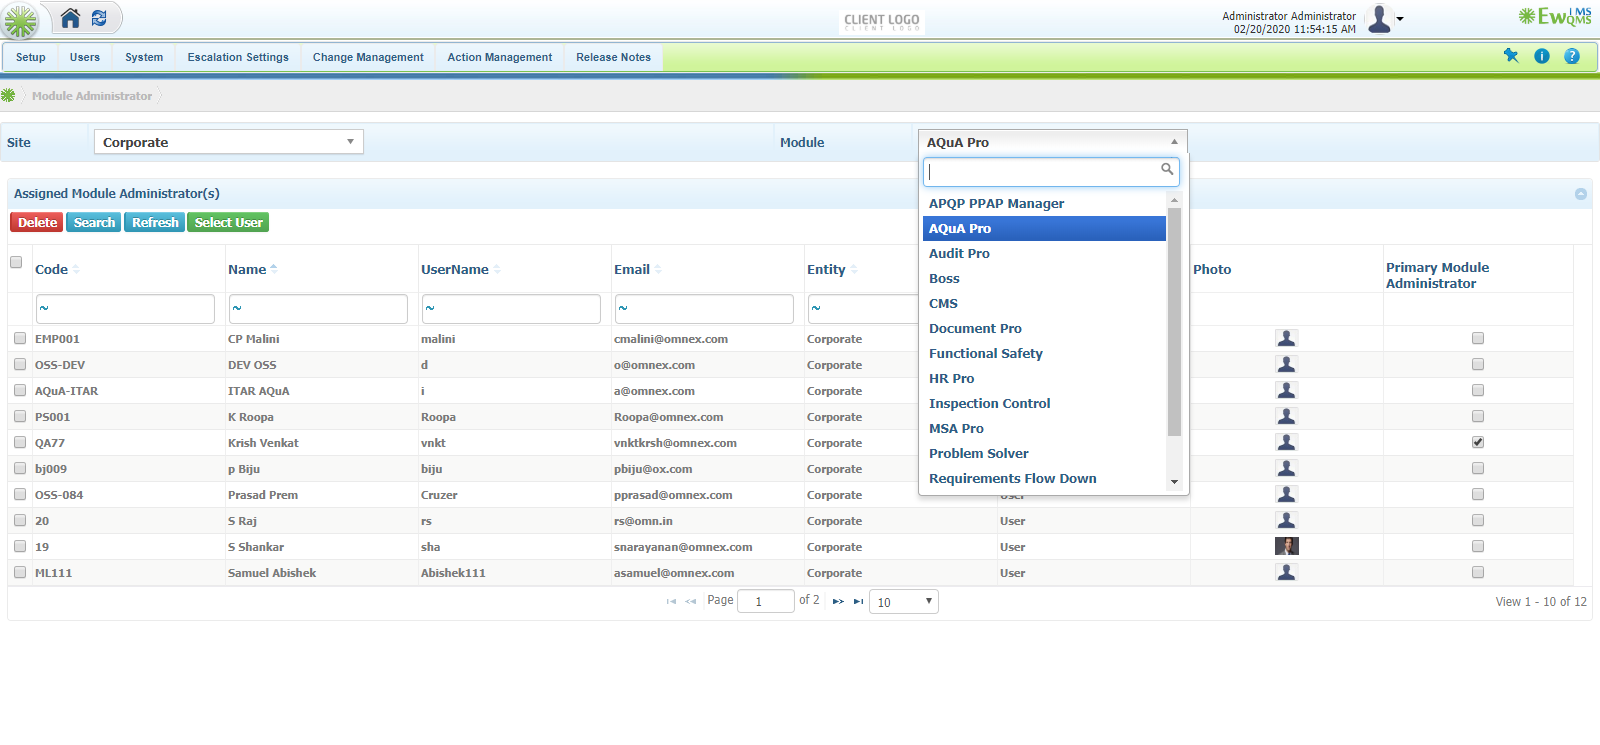 CLIENT LOGO
CLIENT LOGO
Administrator Administrator
02/20/2020 11:54:15 AM
EwIMS
QMS
Setup Users System Escalation Settings Change Management Action Management Release Notes
Module Administrator
Site Corporate Module AQuA Pro
APQP PPAP Manager
AQuA Pro
Audit Pro
Boss
CMS
Document Pro
Functional Safety
HR Pro
Inspection Control
MSA Pro
Problem Solver
Requirements Flow Down
Assigned Module Administrator(s)
Delete Search Refresh Select User
Code Name UserName Email Entity Photo Primary Module
Administrator
~ ~ ~ ~ ~
EMP001 CP Malini malini cmalini@omnex.com Corporate
OSS-DEV DEV OSS d o@omnex.com Corporate
AQuA-ITAR ITAR AQuA i a@omnex.com Corporate
PS001 K Roopa Roopa Roopa@omnex.com Corporate
QA77 Krish Venkat vnkt vnktkrsh@omnex.com Corporate
bj009 p Biju biju pbiju@ox.com Corporate
OSS-084 Prasad Prem Cruzer pprasad@omnex.com Corporate User
20 S Raj rs rs@omn.in Corporate User
19 S Shankar sha snarayanan@omnex.com Corporate User
ML111 Samuel Abishek Abishek111 asamuel@omnex.com Corporate User
Page 1 of 2 10 View 1 - 10 of 12